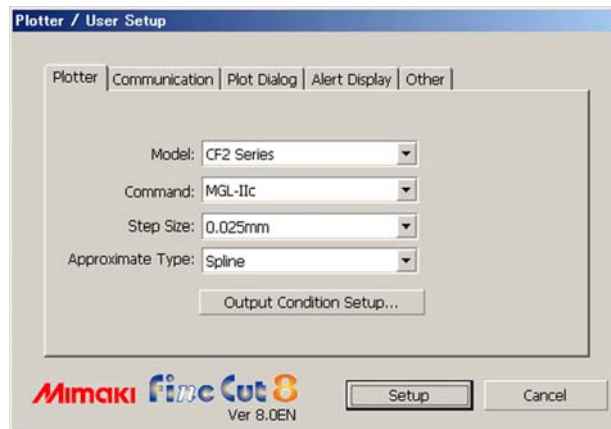 Plotter / User Setup
Plotter Communication Plot Dialog Alert Display Other
Model: CF2 Series
Command: MGL-IIc
Step Size: 0.025mm
Approximate Type: Spline
Output Condition Setup...
Mimaki Fine Cut 8
Ver 8.0EN
Setup Cancel